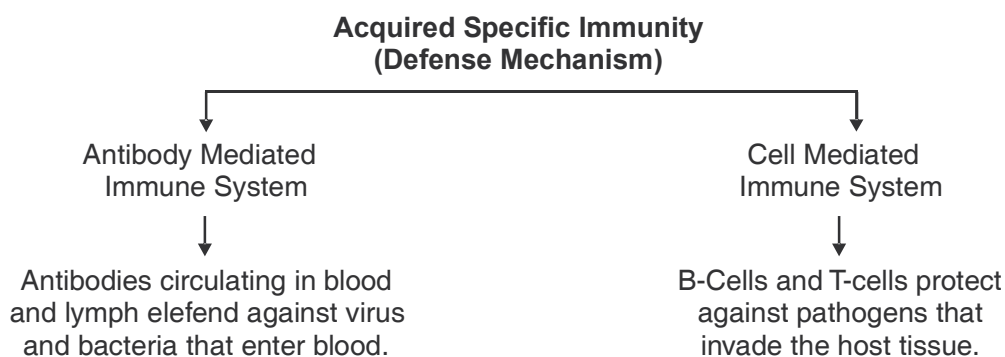 Acquired Specific Immunity
(Defense Mechanism)
Antibody Mediated
Immune System
Cell Mediated
Immune System
Antibodies circulating in blood
and lymph elefend against virus
and bacteria that enter blood.
B-Cells and T-cells protect
against pathogens that
invade the host tissue.